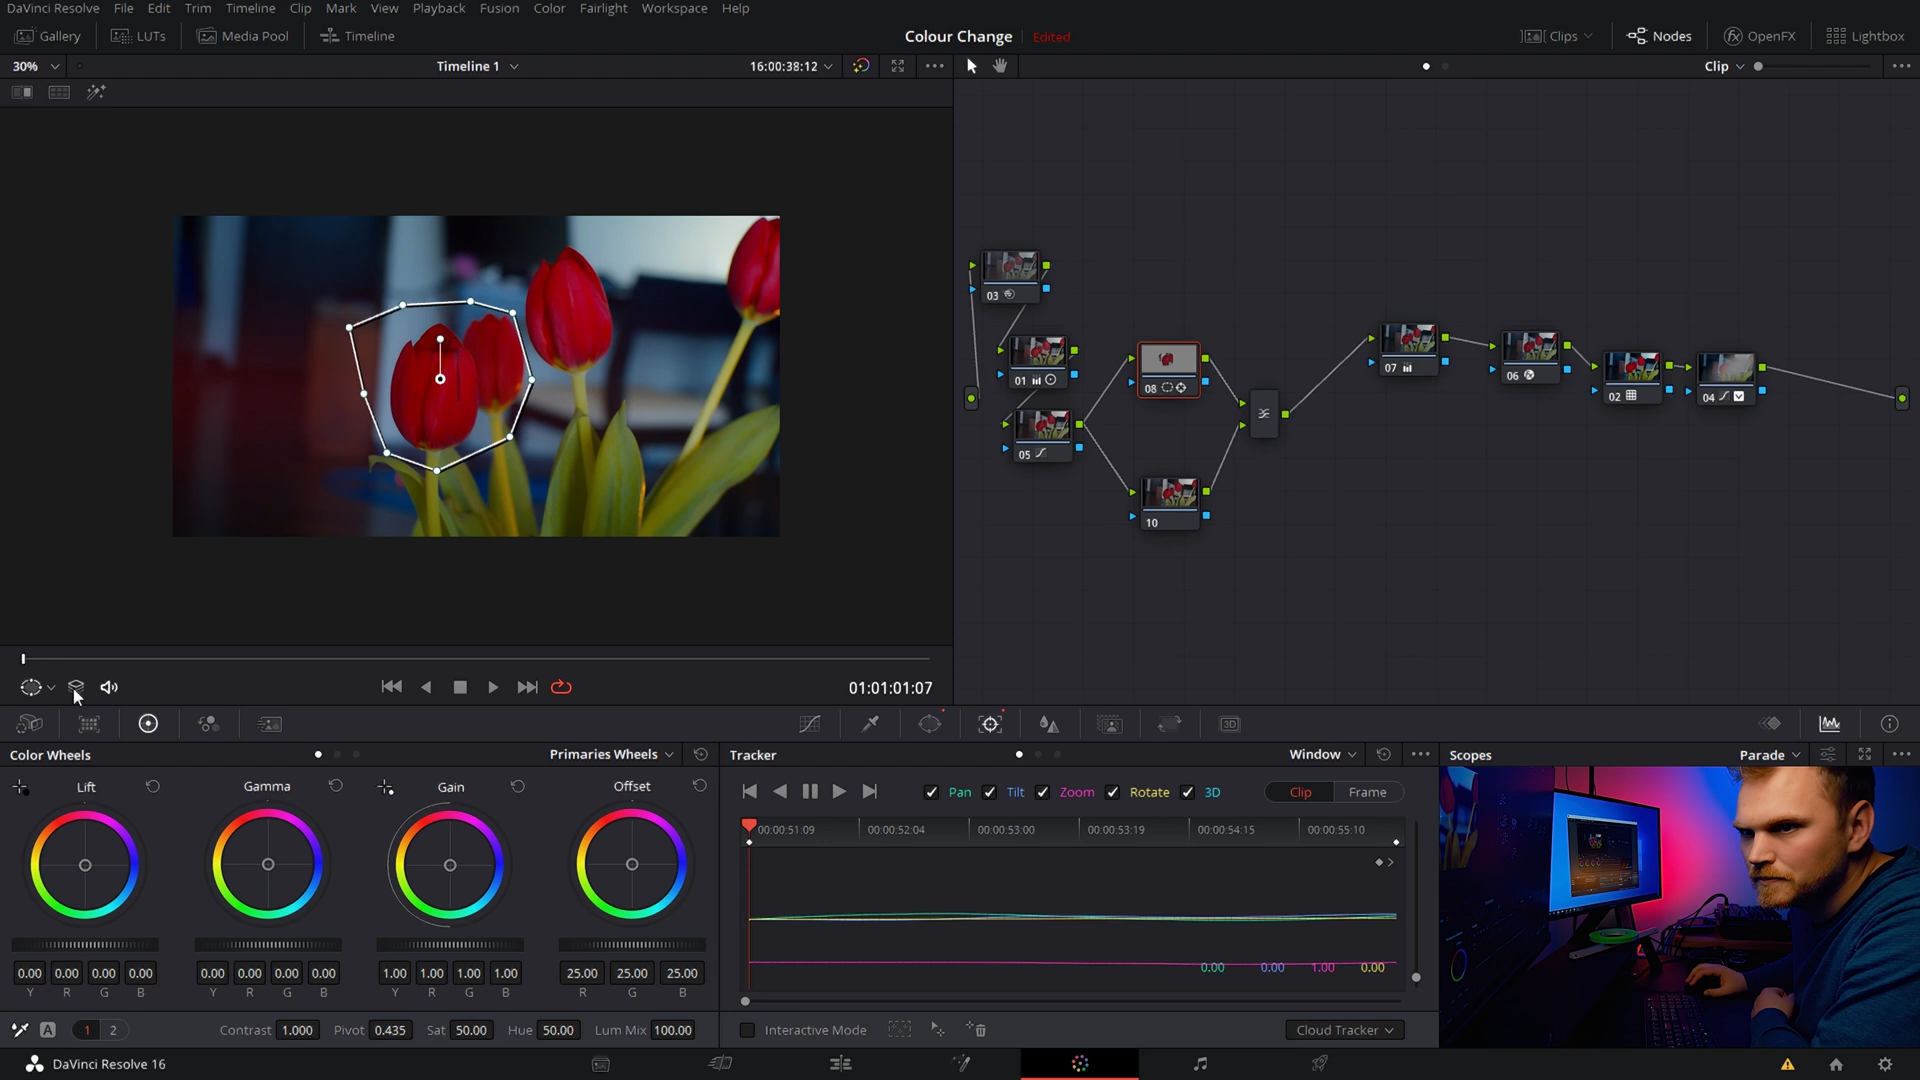 DaVinci Resolve File Edit Trim Timeline Clip Mark View Playback Fusion Color Fairlight Workspace Help
Gallery LUTs Media Pool Timeline Colour Change Edited Clips Nodes OpenFX Lightbox
30% Timeline 1 16:00:38:12 Clip
03
01
05
08
10
07
06
02
04
01:01:01:07
3D
Color Wheels Primaries Wheels Tracker Window Scopes Parade
Lift Gamma Gain Offset
Pan Tilt Zoom Rotate 3D Clip Frame
00:00:51:09 00:00:52:04 00:00:53:00 00:00:53:19 00:00:54:15 00:00:55:10
0.00 0.00 1.00 0.00
0.00 0.00 0.00 0.00 0.00 0.00 0.00 0.00 1.00 1.00 1.00 1.00 25.00 25.00 25.00
Y R G B Y R G B Y R G B R G B
A 1 2 Contrast 1.000 Pivot 0.435 Sat 50.00 Hue 50.00 Lum Mix 100.00 Interactive Mode Cloud Tracker
DaVinci Resolve 16